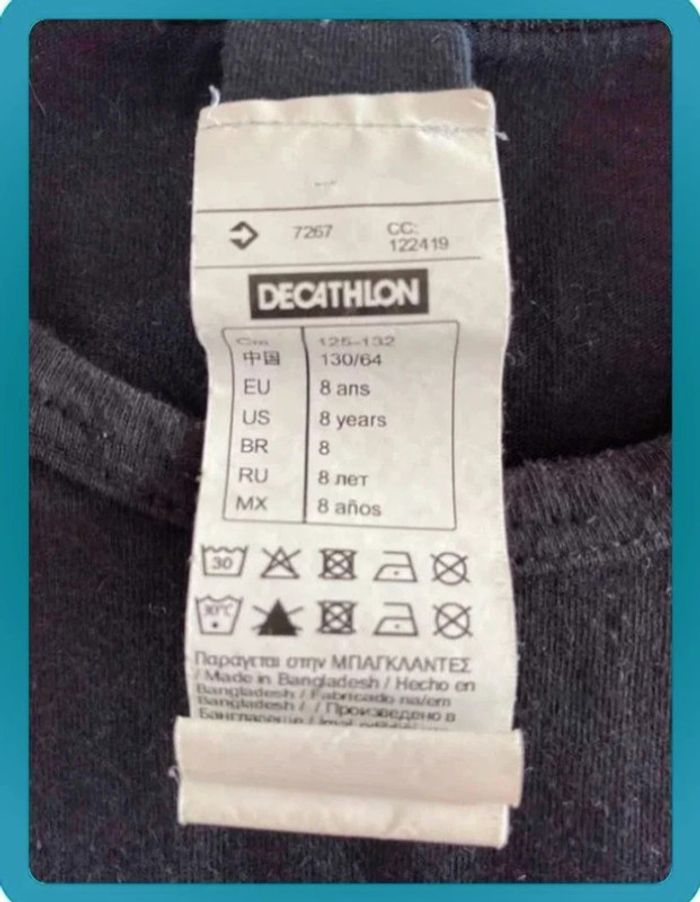 7267 CC:
122419
DECATHLON
Cm 125-132
中国 130/64
EU 8 ans
US 8 years
BR 8
RU 8 лет
MX 8 años
30
30°C
Παράγεται στην ΜΠΑΓΚΛΑΝΤΕΣ
/ Made in Bangladesh / Hecho en
Bangladesh / Fabricado na/em
Bangladesh / / Произведено в
Бангладеше /